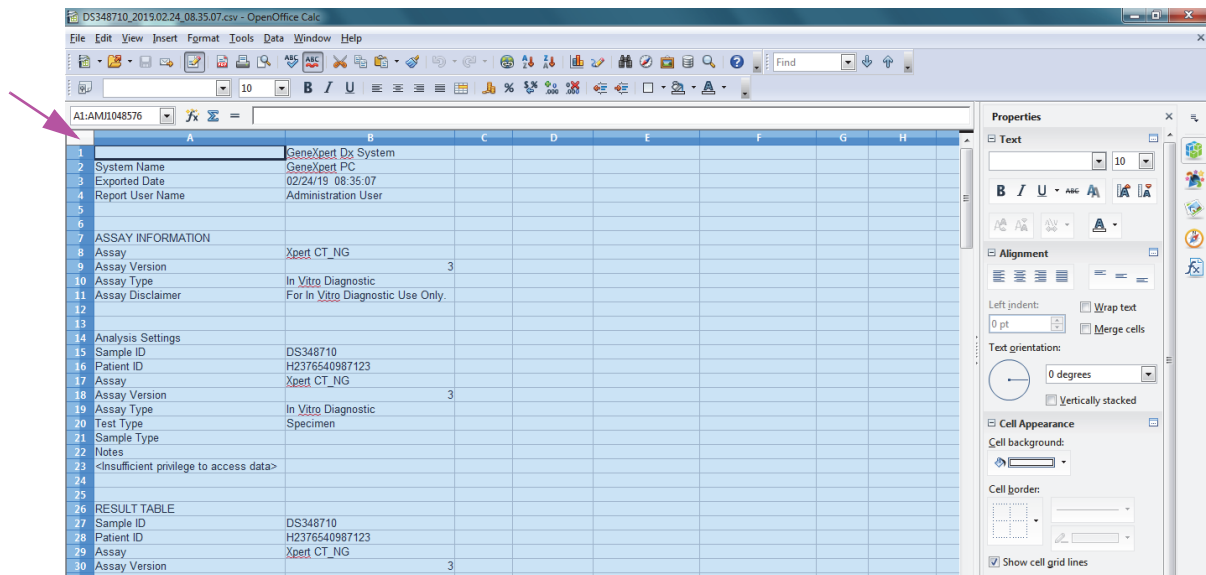 DS348710_2019.02.24_08.35.07.csv - OpenOffice Calc
File Edit View Insert Format Tools Data Window Help
ABC ABC Find
10 B I U % A
A1:AMJ1048576 fx Σ =
A B C D E F G H
1 GeneXpert Dx System
2 System Name GeneXpert PC
3 Exported Date 02/24/19 08:35:07
4 Report User Name Administration User
5
6
7 ASSAY INFORMATION
8 Assay Xpert CT_NG
9 Assay Version 3
10 Assay Type In Vitro Diagnostic
11 Assay Disclaimer For In Vitro Diagnostic Use Only.
12
13
14 Analysis Settings
15 Sample ID DS348710
16 Patient ID H2376540987123
17 Assay Xpert CT_NG
18 Assay Version 3
19 Assay Type In Vitro Diagnostic
20 Test Type Specimen
21 Sample Type
22 Notes
23 <Insufficient privilege to access data>
24
25
26 RESULT TABLE
27 Sample ID DS348710
28 Patient ID H2376540987123
29 Assay Xpert CT_NG
30 Assay Version 3
Properties
Text
10
B I U ABC AA
A
Alignment
Left indent:
Wrap text
0 pt
Merge cells
Text orientation:
0 degrees
Vertically stacked
Cell Appearance
Cell background:
Cell border:
Show cell grid lines